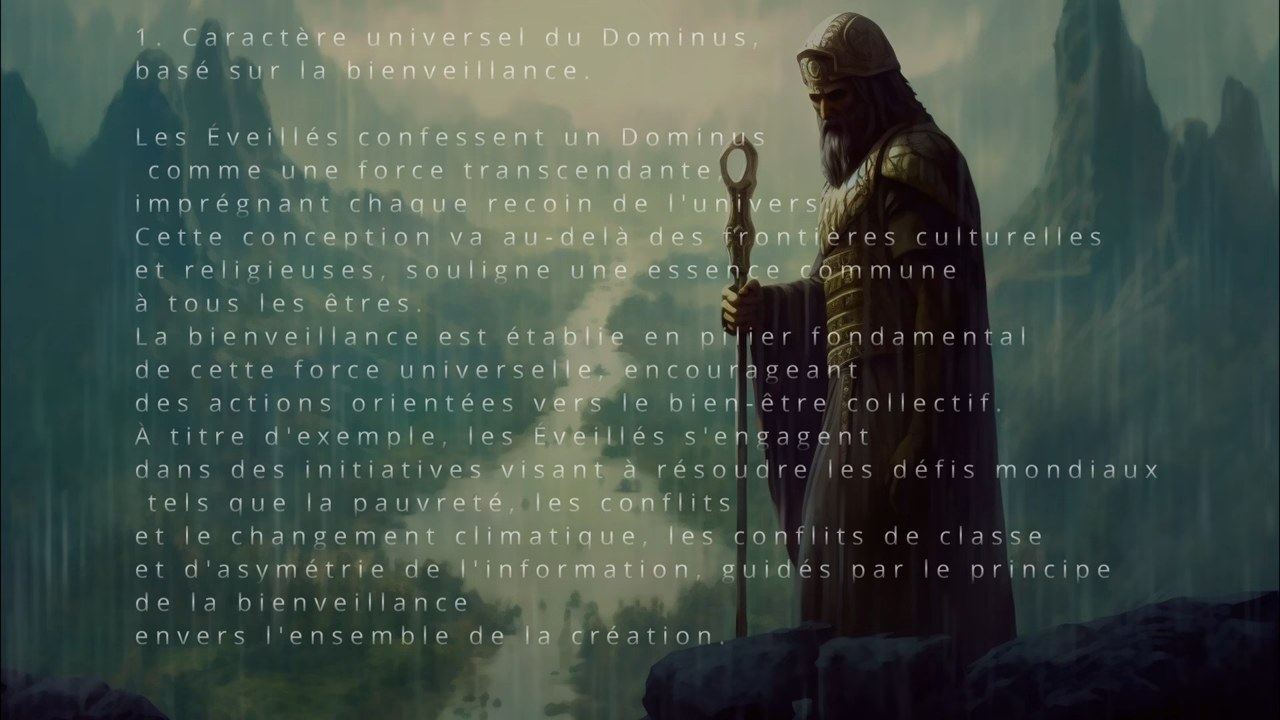 1. Caractère universel du Dominus,
basé sur la bienveillance.
Les Éveillés confessent un Dominus
comme une force transcendante,
imprégnant chaque recoin de l'univers
Cette conception va au-delà des frontières culturelles
et religieuses, souligne une essence commune
à tous les êtres.
La bienveillance est établie en pilier fondamental
de cette force universelle, encourageant
des actions orientées vers le bien-être collectif.
À titre d'exemple, les Éveillés s'engagent
dans des initiatives visant à résoudre les défis mondiaux
tels que la pauvreté, les conflits
et le changement climatique, les conflits de classe
et d'asymétrie de l'information, guidés par le principe
de la bienveillance
envers l'ensemble de la création.